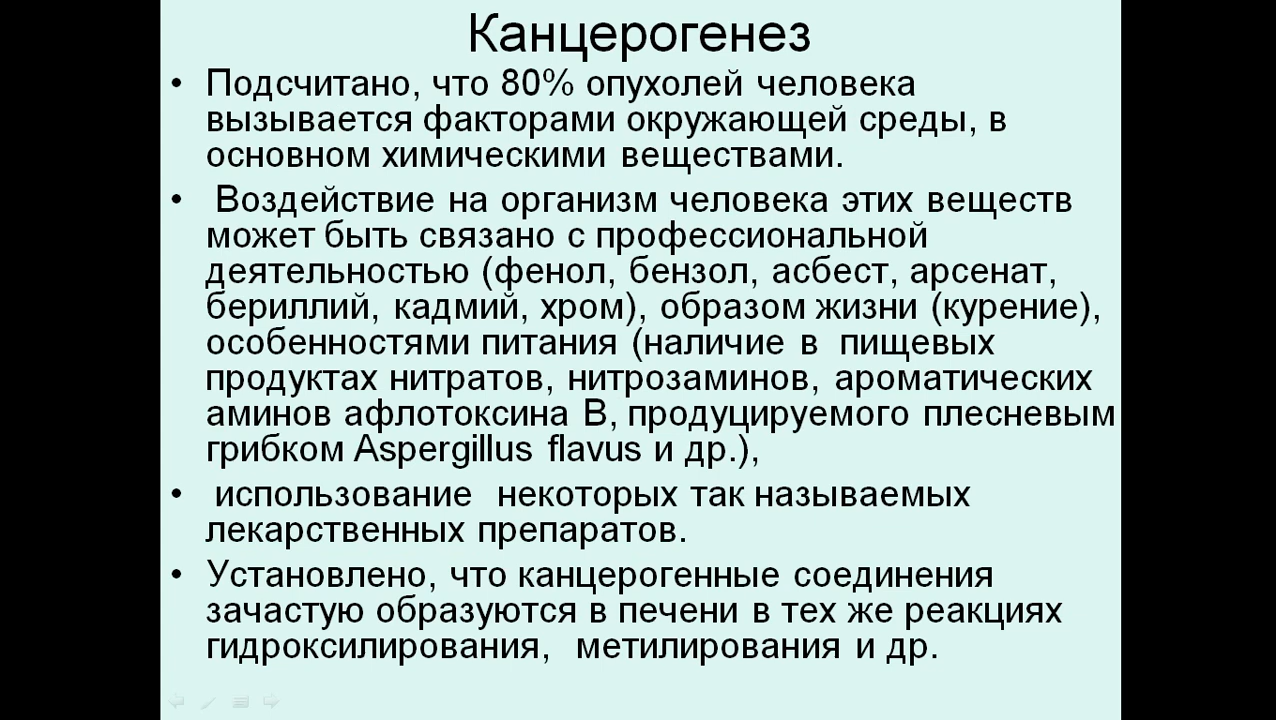 Канцерогенез
• Подсчитано, что 80% опухолей человека
вызывается факторами окружающей среды, в
основном химическими веществами.
• Воздействие на организм человека этих веществ
может быть связано с профессиональной
деятельностью (фенол, бензол, асбест, арсенат,
бериллий, кадмий, хром), образом жизни (курение),
особенностями питания (наличие в пищевых
продуктах нитратов, нитрозаминов, ароматических
аминов афлотоксина В, продуцируемого плесневым
грибком Aspergillus flavus и др.),
• использование некоторых так называемых
лекарственных препаратов.
• Установлено, что канцерогенные соединения
зачастую образуются в печени в тех же реакциях
гидроксилирования, метилирования и др.